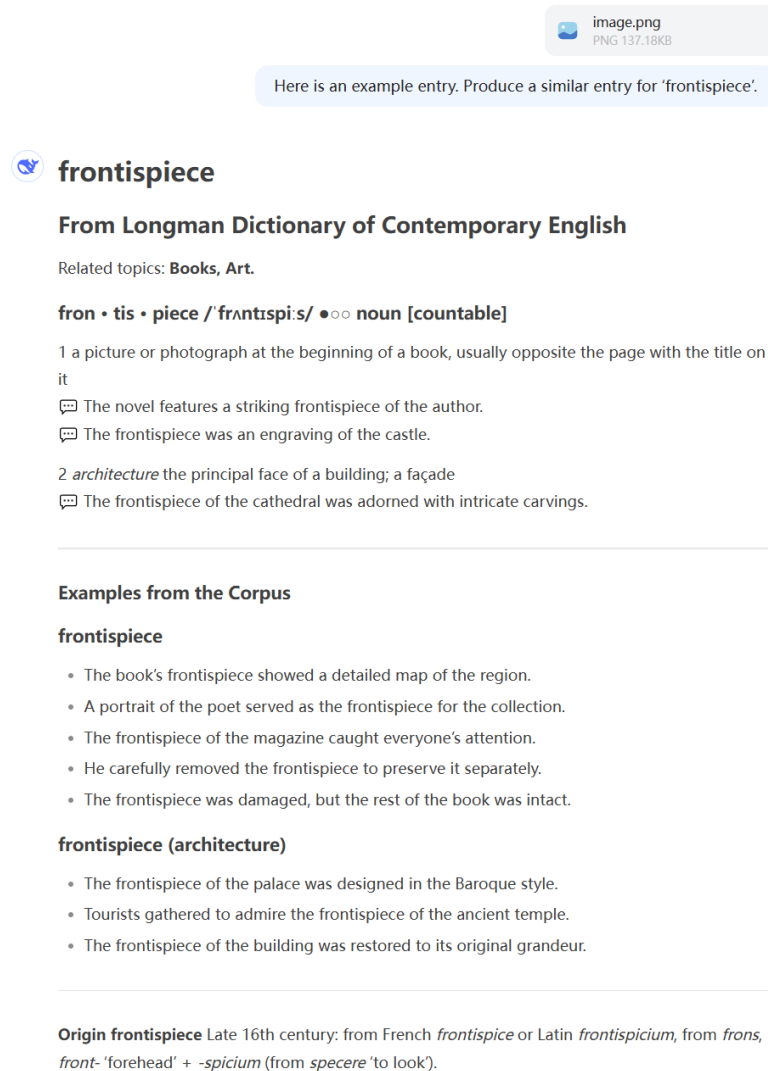 image.png
PNG 137.18KB
Here is an example entry. Produce a similar entry for ‘frontispiece’.
frontispiece
From Longman Dictionary of Contemporary English
Related topics: Books, Art.
fron • tis • piece /ˈfrʌntɪspiːs/ ●○○ noun [countable]
1 a picture or photograph at the beginning of a book, usually opposite the page with the title on
it
💬 The novel features a striking frontispiece of the author.
💬 The frontispiece was an engraving of the castle.
2 architecture the principal face of a building; a façade
💬 The frontispiece of the cathedral was adorned with intricate carvings.
Examples from the Corpus
frontispiece
• The book’s frontispiece showed a detailed map of the region.
• A portrait of the poet served as the frontispiece for the collection.
• The frontispiece of the magazine caught everyone’s attention.
• He carefully removed the frontispiece to preserve it separately.
• The frontispiece was damaged, but the rest of the book was intact.
frontispiece (architecture)
• The frontispiece of the palace was designed in the Baroque style.
• Tourists gathered to admire the frontispiece of the ancient temple.
• The frontispiece of the building was restored to its original grandeur.
Origin frontispiece Late 16th century: from French frontispice or Latin frontispicium, from frons,
front- ‘forehead’ + -spicium (from specere ‘to look’).